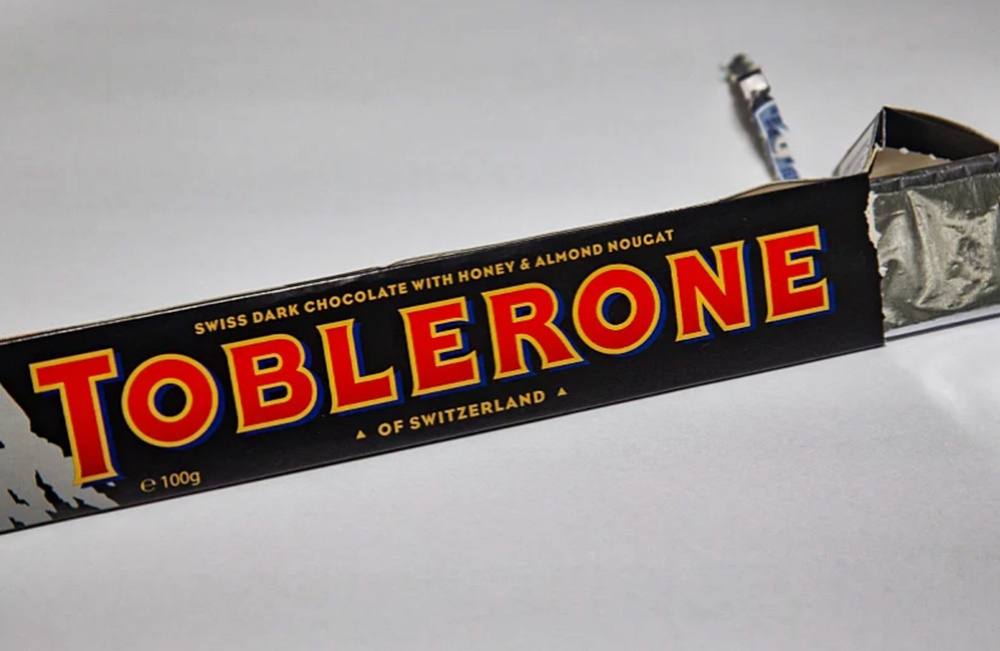 SWISS DARK CHOCOLATE WITH HONEY & ALMOND NOUGAT
TOBLERONE
▲ OF SWITZERLAND ▲
℮ 100g